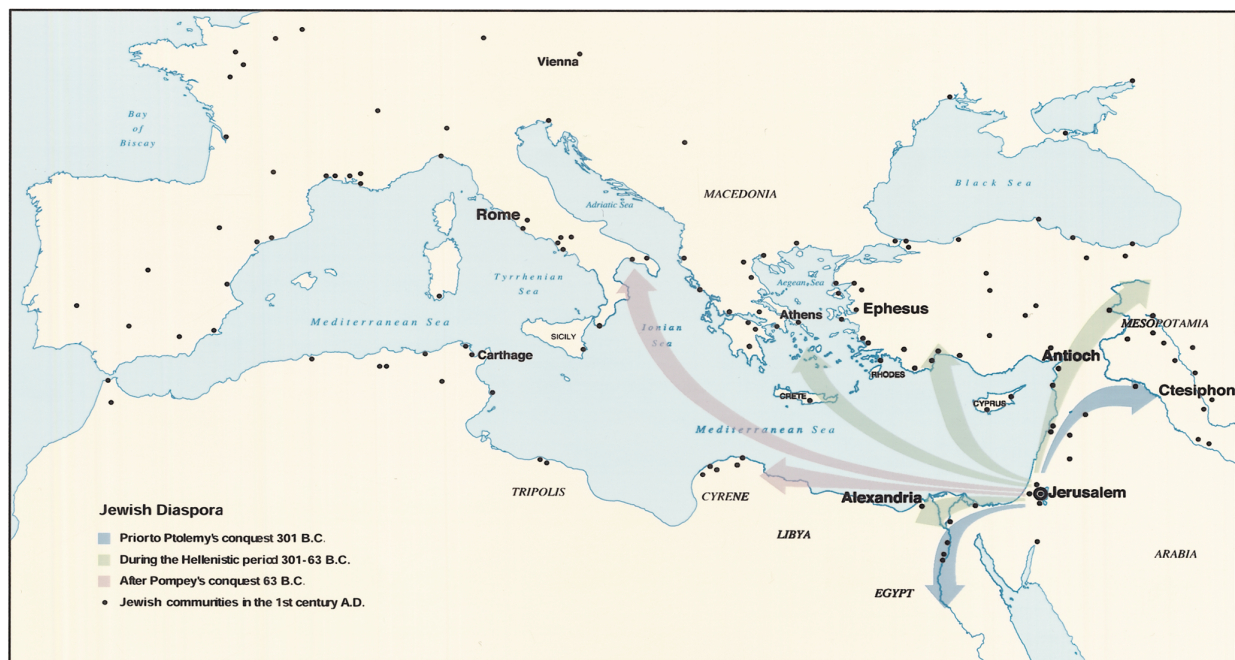 Vienna
Bay
of
Biscay
Black Sea
MACEDONIA
Adriatic Sea
Rome
Tyrrhenian
Sea
Aegean Sea
Athens
Ephesus
Mediterranean Sea
Ionian
Sea
SICILY
MESOPOTAMIA
Carthage
Antioch
RHODES
Ctesiphon
CRETE
CYPRUS
Mediterranean Sea
TRIPOLIS
CYRENE
Alexandria
Jerusalem
LIBYA
ARABIA
EGYPT
Jewish Diaspora
Priorto Ptolemy's conquest 301 B.C.
During the Hellenistic period 301-63 B.C.
After Pompey's conquest 63 B.C.
Jewish communities in the 1st century A.D.